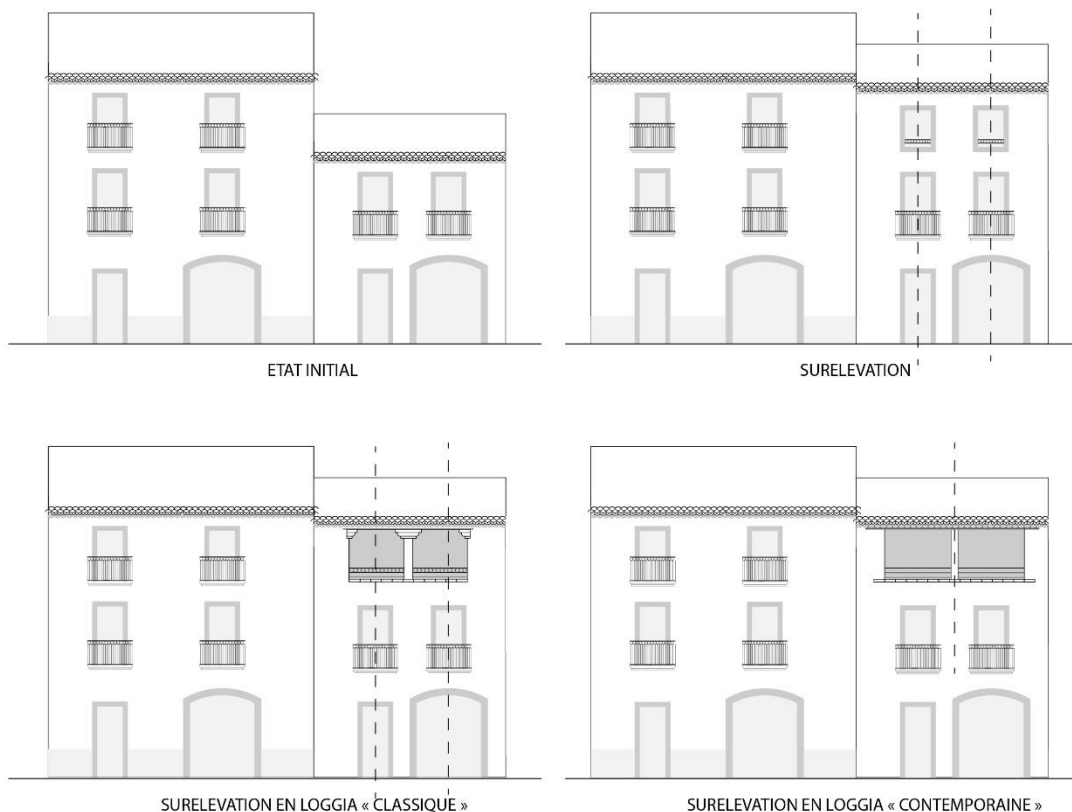 ETAT INITIAL
SURELEVATION
SURELEVATION EN LOGGIA « CLASSIQUE »
SURELEVATION EN LOGGIA « CONTEMPORAINE »